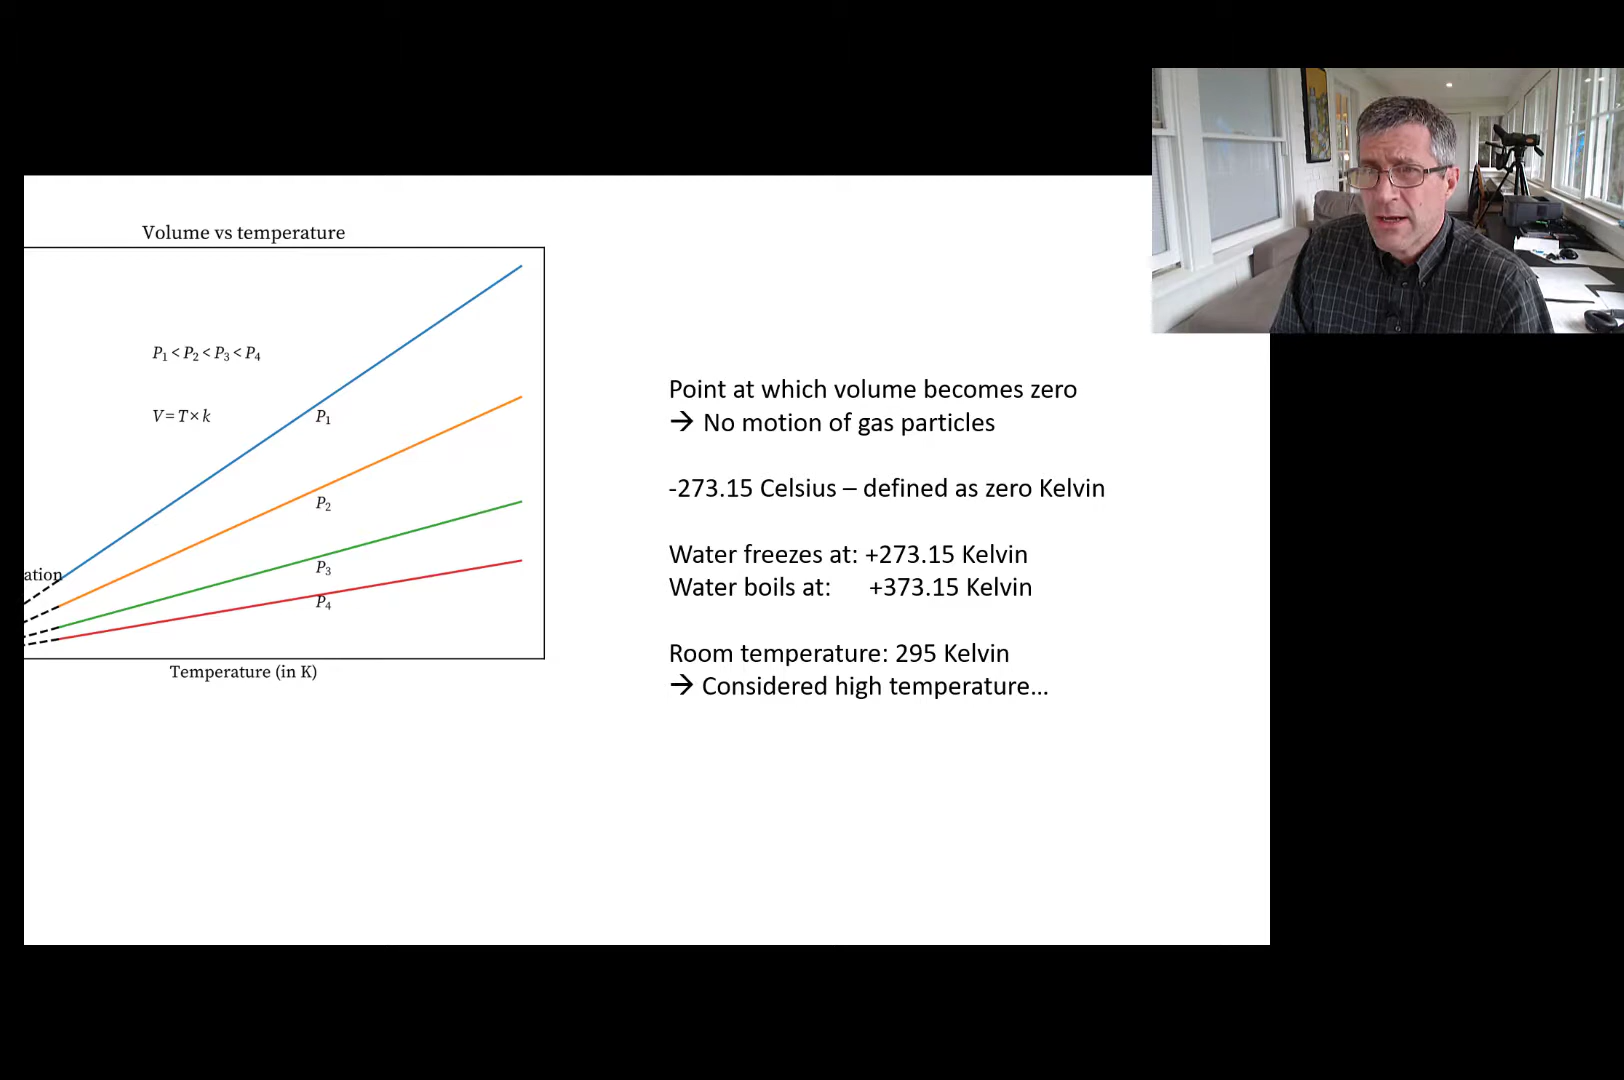 Volume vs temperature
P₁ < P₂ < P₃ < P₄
V = T × k
P₁
P₂
ation
P₃
P₄
Temperature (in K)
Point at which volume becomes zero
→ No motion of gas particles
-273.15 Celsius – defined as zero Kelvin
Water freezes at: +273.15 Kelvin
Water boils at: +373.15 Kelvin
Room temperature: 295 Kelvin
→ Considered high temperature...